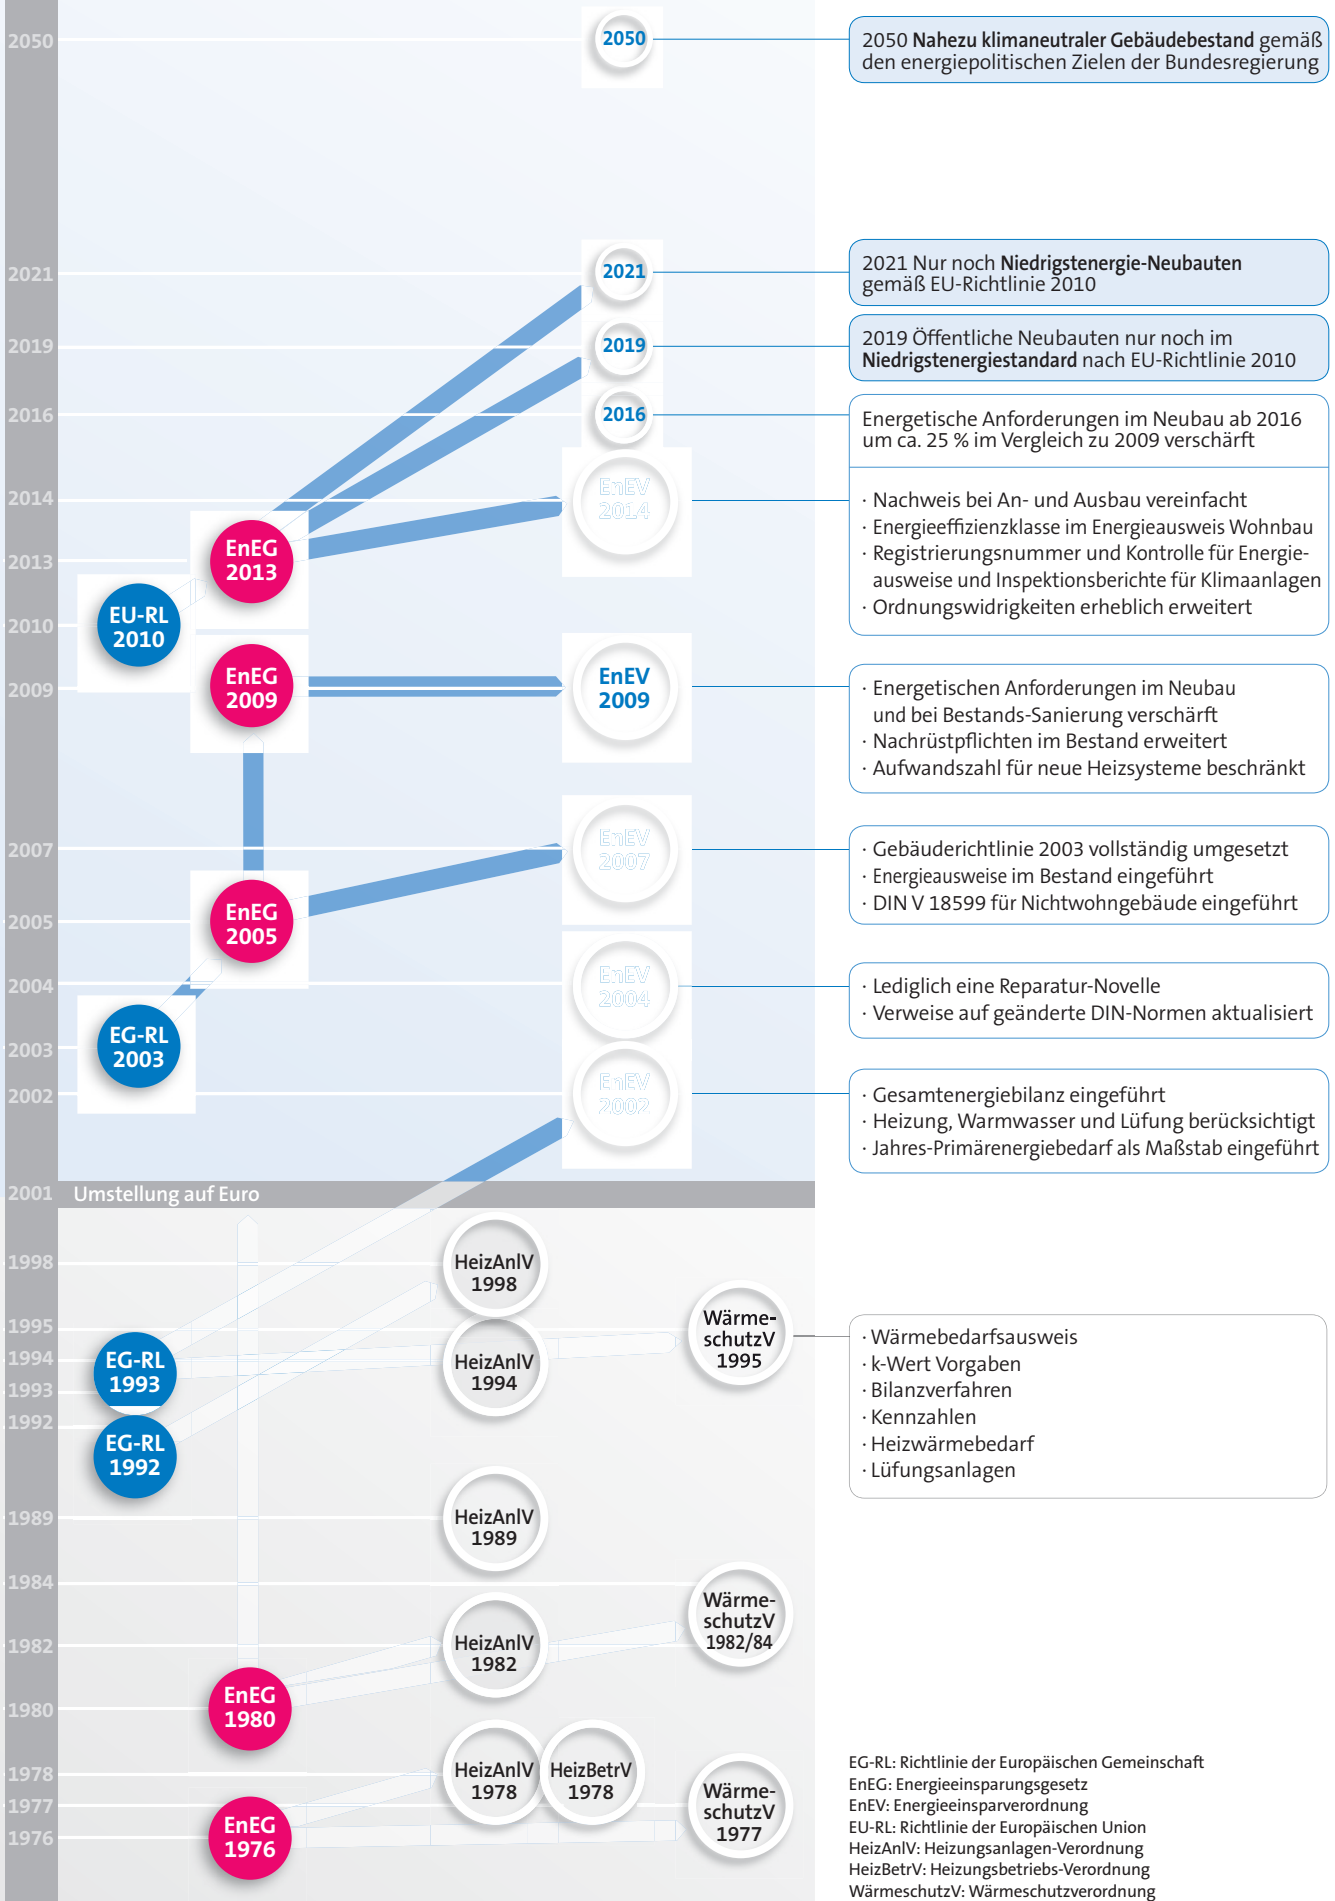 2050
2050
2050 Nahezu klimaneutraler Gebäudebestand gemäß
den energiepolitischen Zielen der Bundesregierung
2021
2021
2021 Nur noch Niedrigstenergie-Neubauten
gemäß EU-Richtlinie 2010
2019
2019
2019 Öffentliche Neubauten nur noch im
Niedrigstenergiestandard nach EU-Richtlinie 2010
2016
2016
Energetische Anforderungen im Neubau ab 2016
um ca. 25 % im Vergleich zu 2009 verschärft
2014
EnEV
2014
· Nachweis bei An- und Ausbau vereinfacht
· Energieeffizienzklasse im Energieausweis Wohnbau
· Registrierungsnummer und Kontrolle für Energie-
ausweise und Inspektionsberichte für Klimaanlagen
· Ordnungswidrigkeiten erheblich erweitert
2013
EnEG
2013
2010
EU-RL
2010
2009
EnEG
2009
EnEV
2009
· Energetischen Anforderungen im Neubau
und bei Bestands-Sanierung verschärft
· Nachrüstpflichten im Bestand erweitert
· Aufwandszahl für neue Heizsysteme beschränkt
2007
EnEV
2007
· Gebäuderichtlinie 2003 vollständig umgesetzt
· Energieausweise im Bestand eingeführt
· DIN V 18599 für Nichtwohngebäude eingeführt
2005
EnEG
2005
2004
EnEV
2004
· Lediglich eine Reparatur-Novelle
· Verweise auf geänderte DIN-Normen aktualisiert
2003
EG-RL
2003
2002
EnEV
2002
· Gesamtenergiebilanz eingeführt
· Heizung, Warmwasser und Lüfung berücksichtigt
· Jahres-Primärenergiebedarf als Maßstab eingeführt
2001
Umstellung auf Euro
1998
HeizAnlV
1998
1995
Wärme-
schutzV
1995
· Wärmebedarfsausweis
· k-Wert Vorgaben
· Bilanzverfahren
· Kennzahlen
· Heizwärmebedarf
· Lüfungsanlagen
1994
HeizAnlV
1994
1993
EG-RL
1993
1992
EG-RL
1992
1989
HeizAnlV
1989
1984
Wärme-
schutzV
1982/84
1982
HeizAnlV
1982
1980
EnEG
1980
1978
HeizAnlV
1978
HeizBetrV
1978
1977
Wärme-
schutzV
1977
1976
EnEG
1976
EG-RL: Richtlinie der Europäischen Gemeinschaft
EnEG: Energieeinsparungsgesetz
EnEV: Energieeinsparverordnung
EU-RL: Richtlinie der Europäischen Union
HeizAnlV: Heizungsanlagen-Verordnung
HeizBetrV: Heizungsbetriebs-Verordnung
WärmeschutzV: Wärmeschutzverordnung